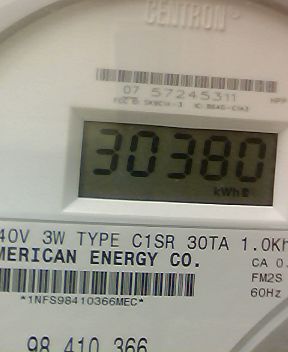 CENTRON®
07 57245311
30380
kWh
40V 3W TYPE C1SR 30TA 1.0Kh
MERICAN ENERGY CO.
CA 0.
FM2S
60Hz
*1NFS98410366MEC*
98 410 366